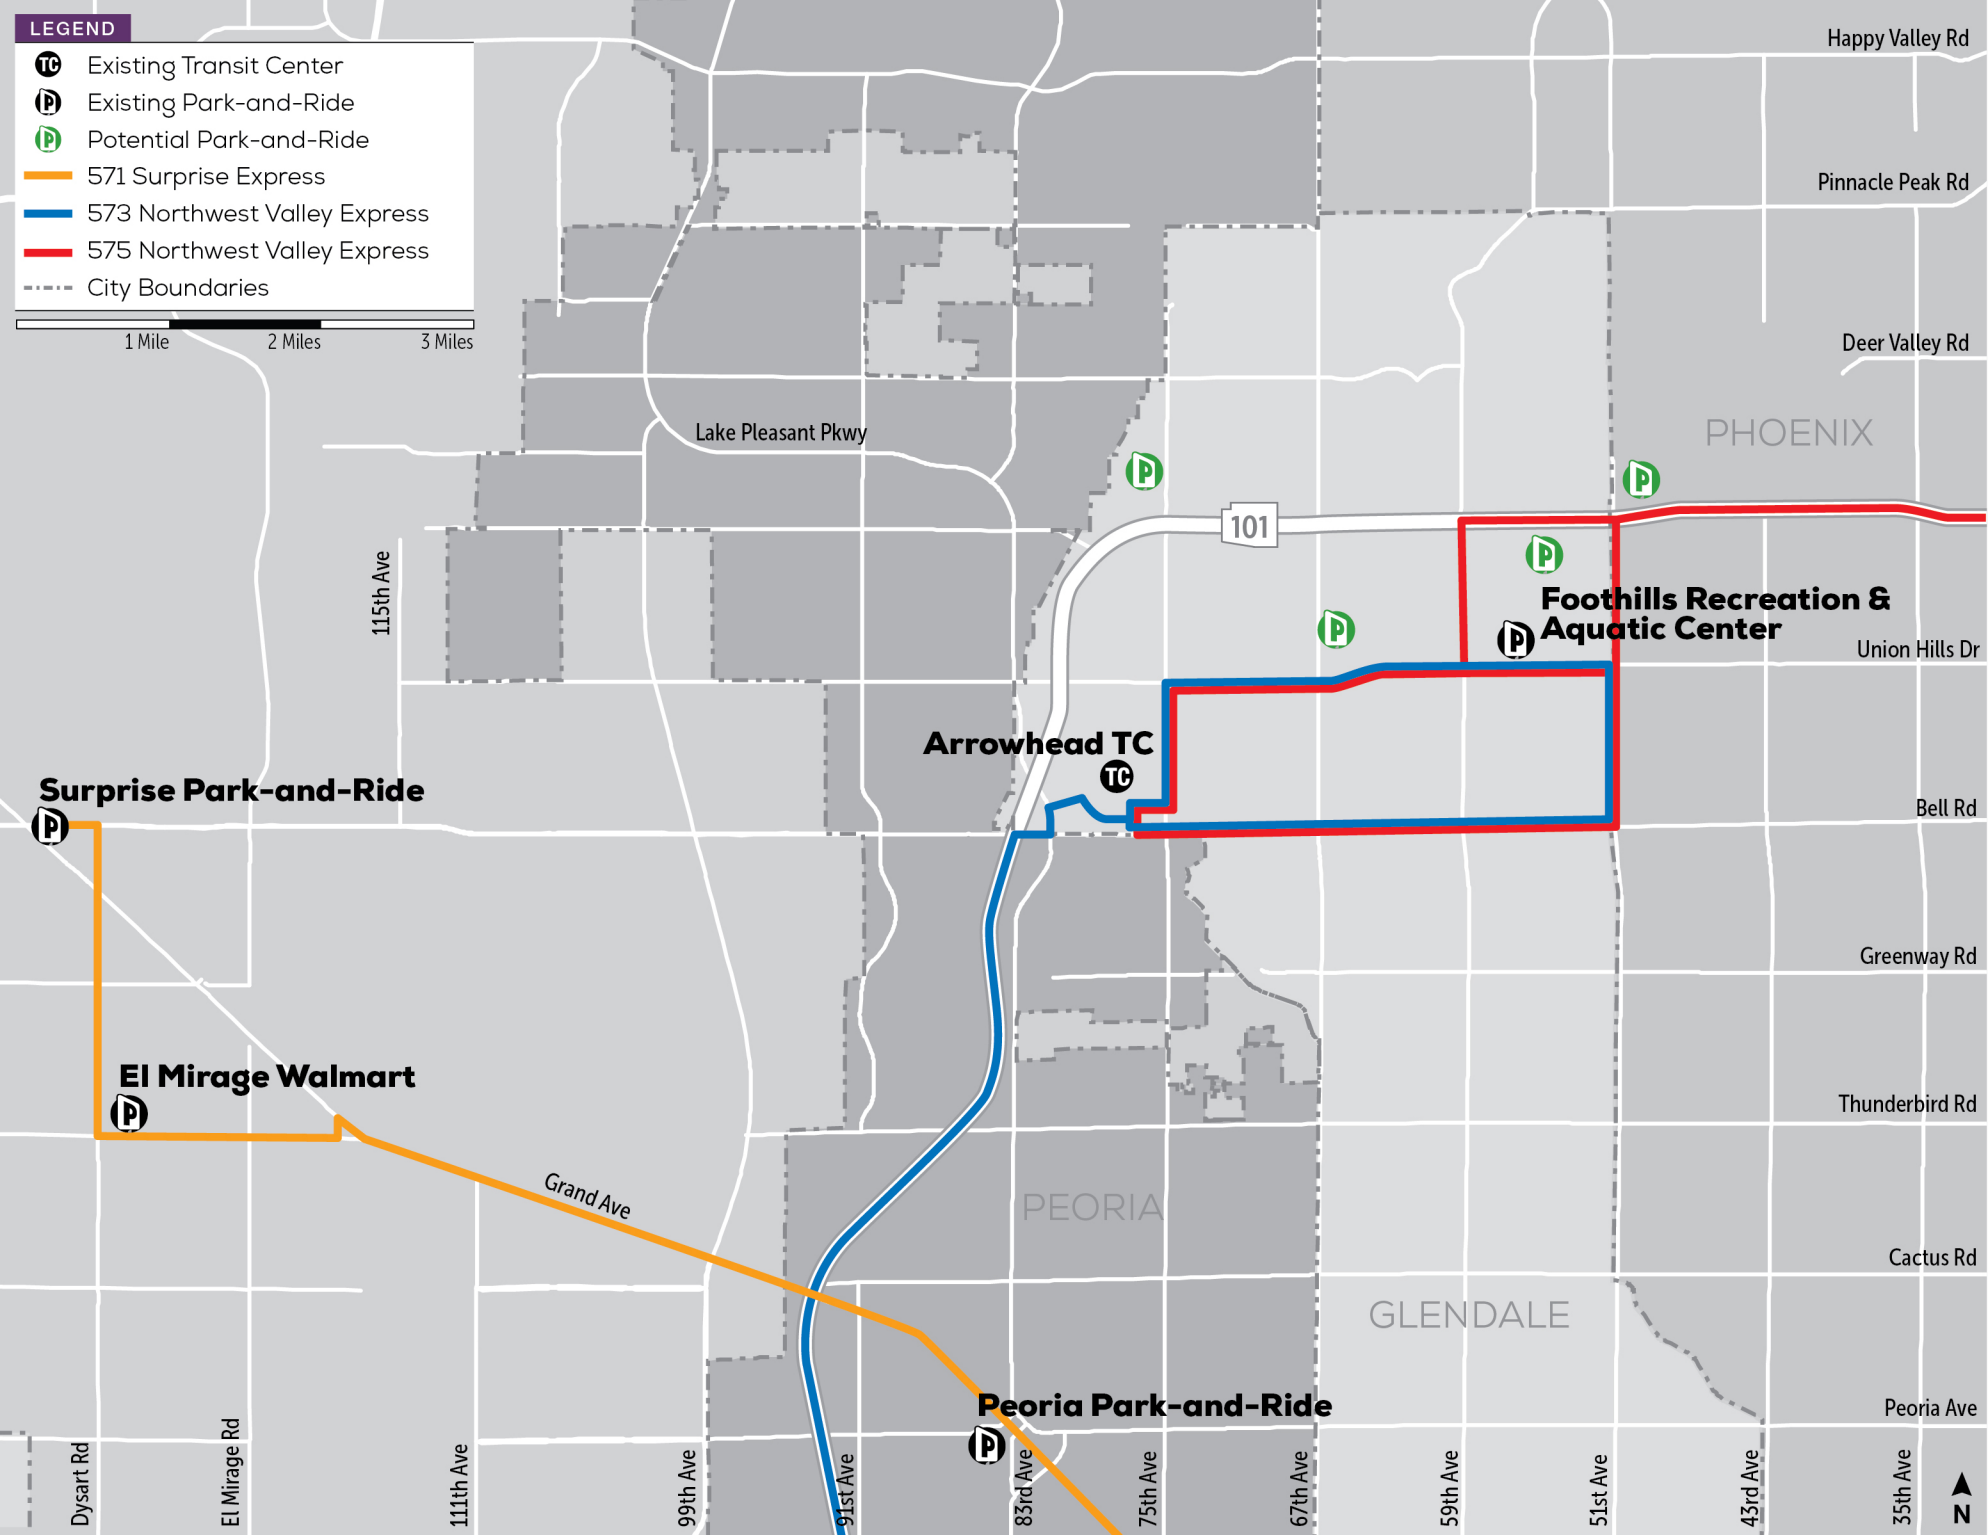 LEGEND
TC Existing Transit Center
P Existing Park-and-Ride
P Potential Park-and-Ride
571 Surprise Express
573 Northwest Valley Express
575 Northwest Valley Express
City Boundaries
1 Mile 2 Miles 3 Miles
Happy Valley Rd
Pinnacle Peak Rd
Deer Valley Rd
Lake Pleasant Pkwy
PHOENIX
P
P
101
P
115th Ave
Foothills Recreation &
Aquatic Center
P
P
Union Hills Dr
Arrowhead TC
TC
Surprise Park-and-Ride
P
Bell Rd
Greenway Rd
El Mirage Walmart
P
Thunderbird Rd
Grand Ave
PEORIA
Cactus Rd
GLENDALE
Peoria Park-and-Ride
P
Peoria Ave
Dysart Rd
El Mirage Rd
111th Ave
99th Ave
91st Ave
83rd Ave
75th Ave
67th Ave
59th Ave
51st Ave
43rd Ave
35th Ave
N